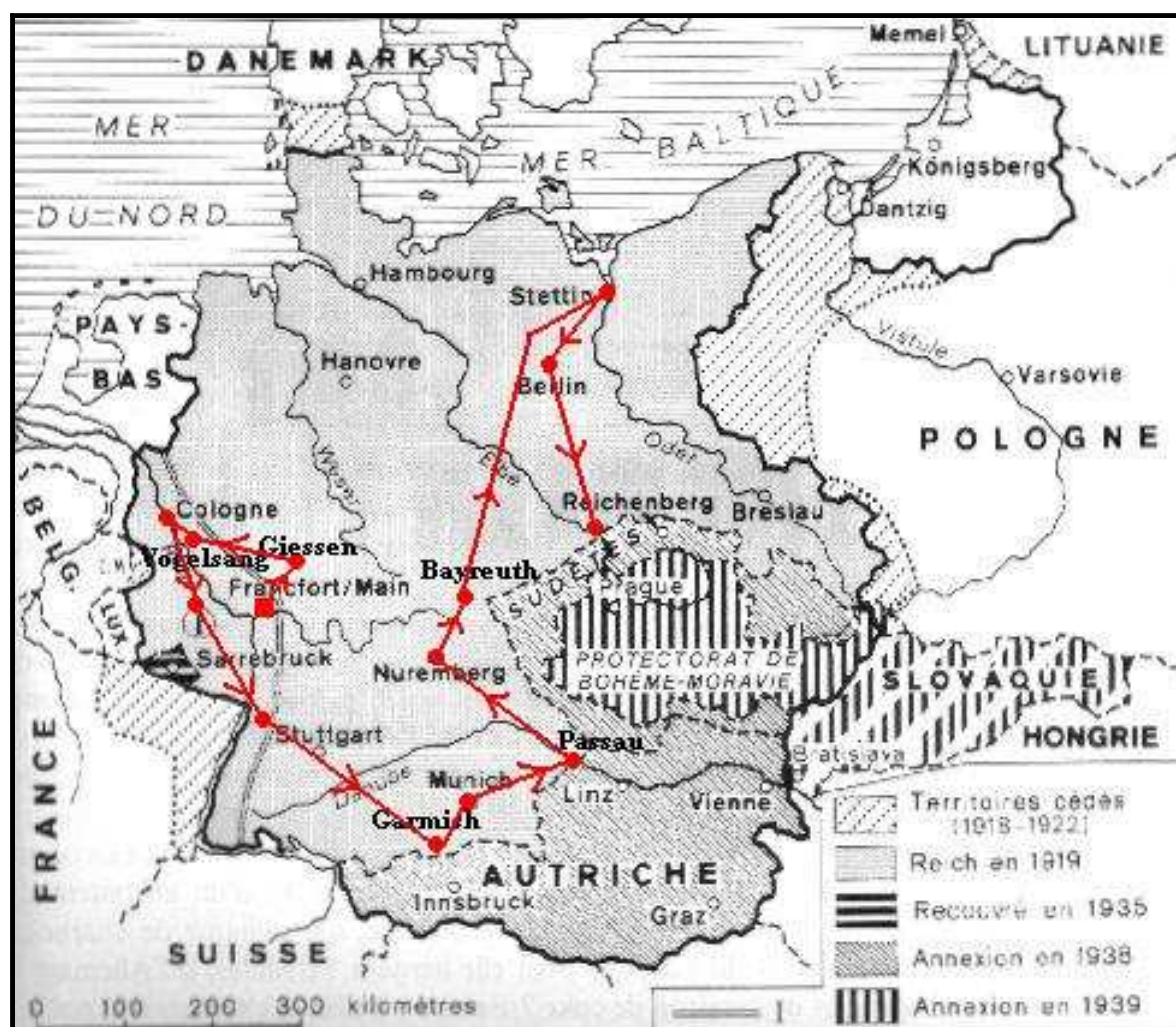 DANEMARK
MER
DU NORD
MER BALTIQUE
Memel
LITUANIE
Königsberg
Dantzig
Hambourg
Stettin
PAYS-
BAS
Hanovre
Berlin
Vistule
Varsovie
POLOGNE
Weser
Elbe
Oder
Reichenberg
Breslau
BELG.
Cologne
Vogelsang
Giessen
Francfort/Main
Bayreuth
SUDETES
Prague
LUX
Sarrebruck
Nuremberg
PROTECTORAT DE
BOHÈME-MORAVIE
SLOVAQUIE
HONGRIE
Bratislava
FRANCE
Stuttgart
Passau
Danube
Munich
Linz
Vienne
Garmish
AUTRICHE
Innsbruck
Graz
SUISSE
Territoires cédés
(1918-1922)
Reich en 1919
Recouvré en 1935
Annexion en 1938
Annexion en 1939
0 100 200 300 kilomètres